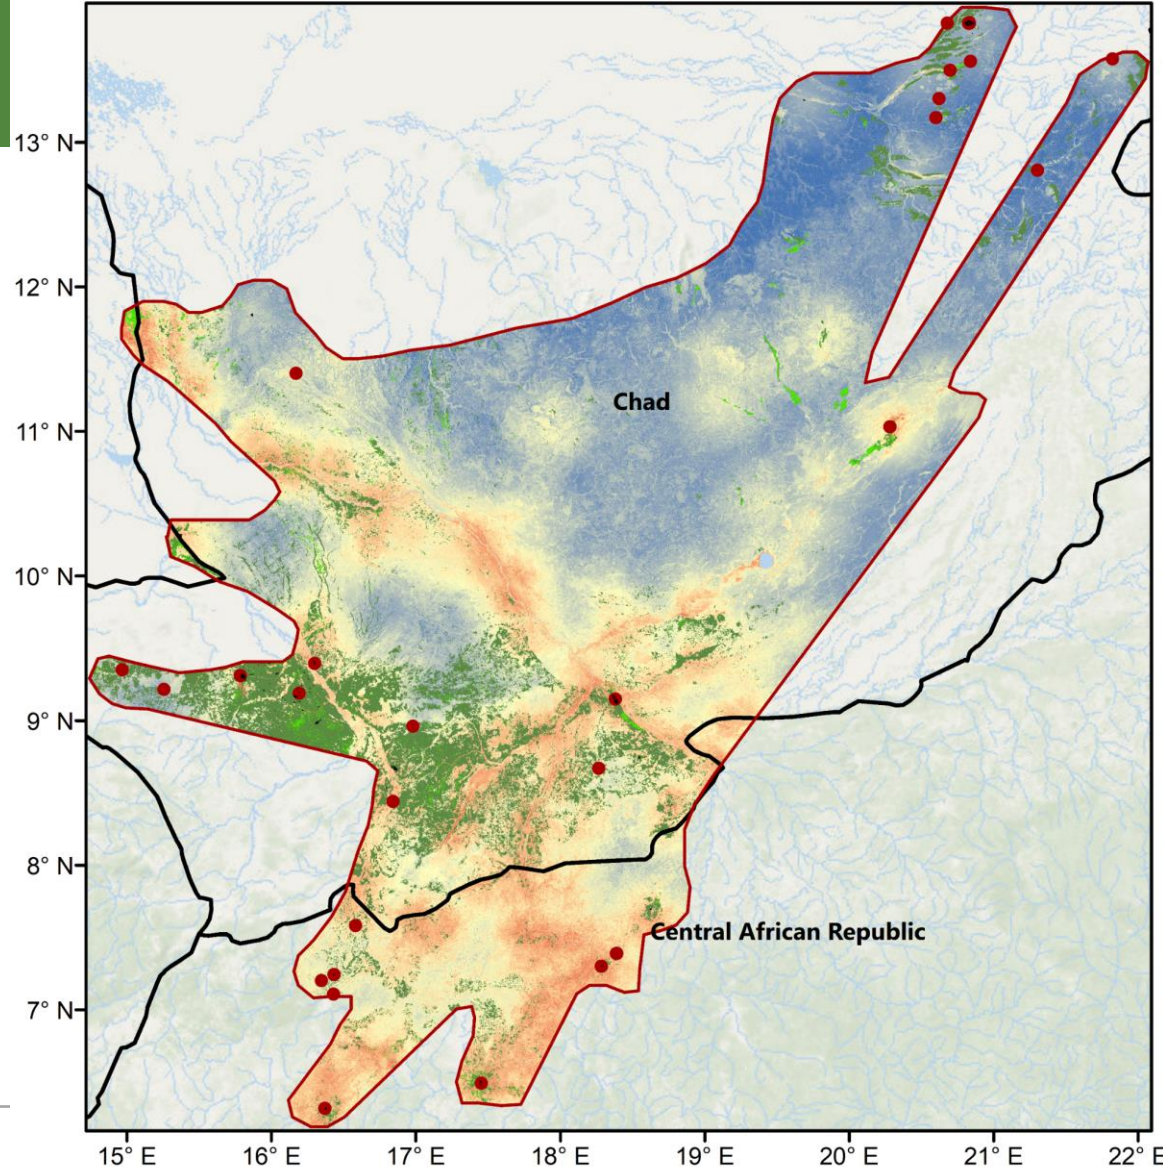 13° N
12° N
Chad
11° N
10° N
9° N
8° N
Central African Republic
7° N
15° E 16° E 17° E 18° E 19° E 20° E 21° E 22° E